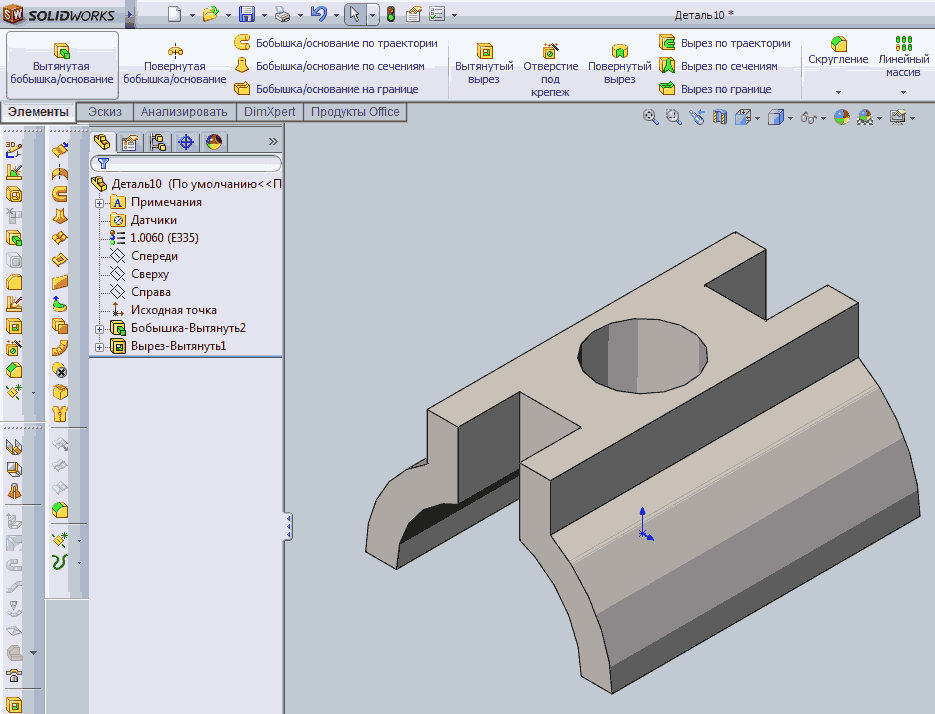 SW SOLIDWORKS
Деталь10 *
Вытянутая
бобышка/основание
Повернутая
бобышка/основание
Бобышка/основание по траектории
Бобышка/основание по сечениям
Бобышка/основание на границе
Вытянутый
вырез
Отверстие
под
крепеж
Повернутый
вырез
Вырез по траектории
Вырез по сечениям
Вырез по границе
Скругление
Линейный
массив
Элементы
Эскиз
Анализировать
DimXpert
Продукты Office
3D
»
Деталь10 (По умолчанию<<П
A Примечания
Датчики
1.0060 (E335)
Спереди
Сверху
Справа
Исходная точка
Бобышка-Вытянуть2
Вырез-Вытянуть1